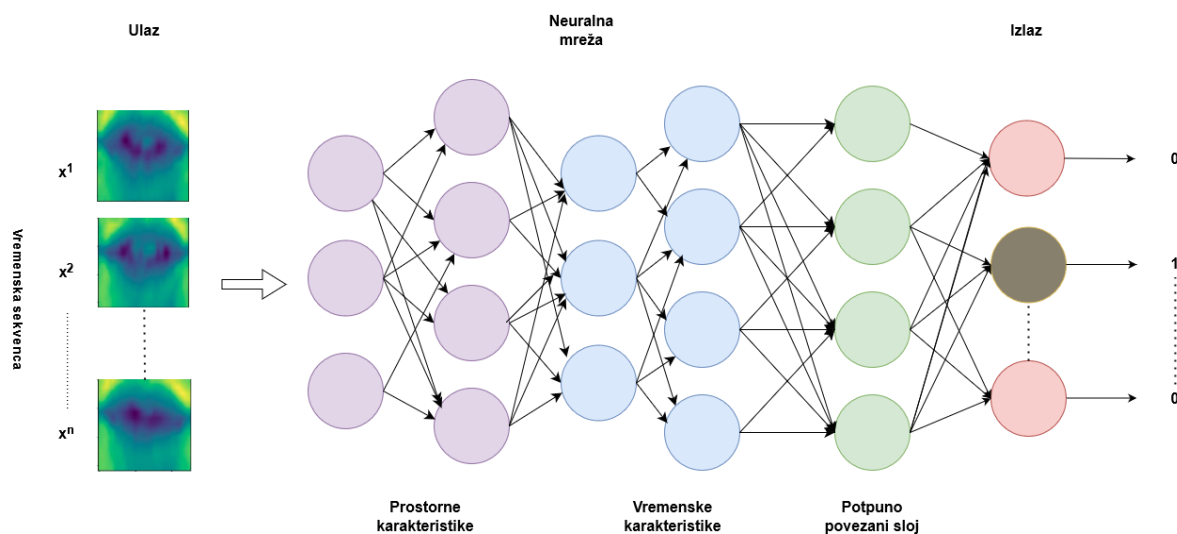 Ulaz
Neuralna
mreža
Izlaz
Vremenska sekvenca
x1
x2
xn
0
1
0
Prostorne
karakteristike
Vremenske
karakteristike
Potpuno
povezani sloj